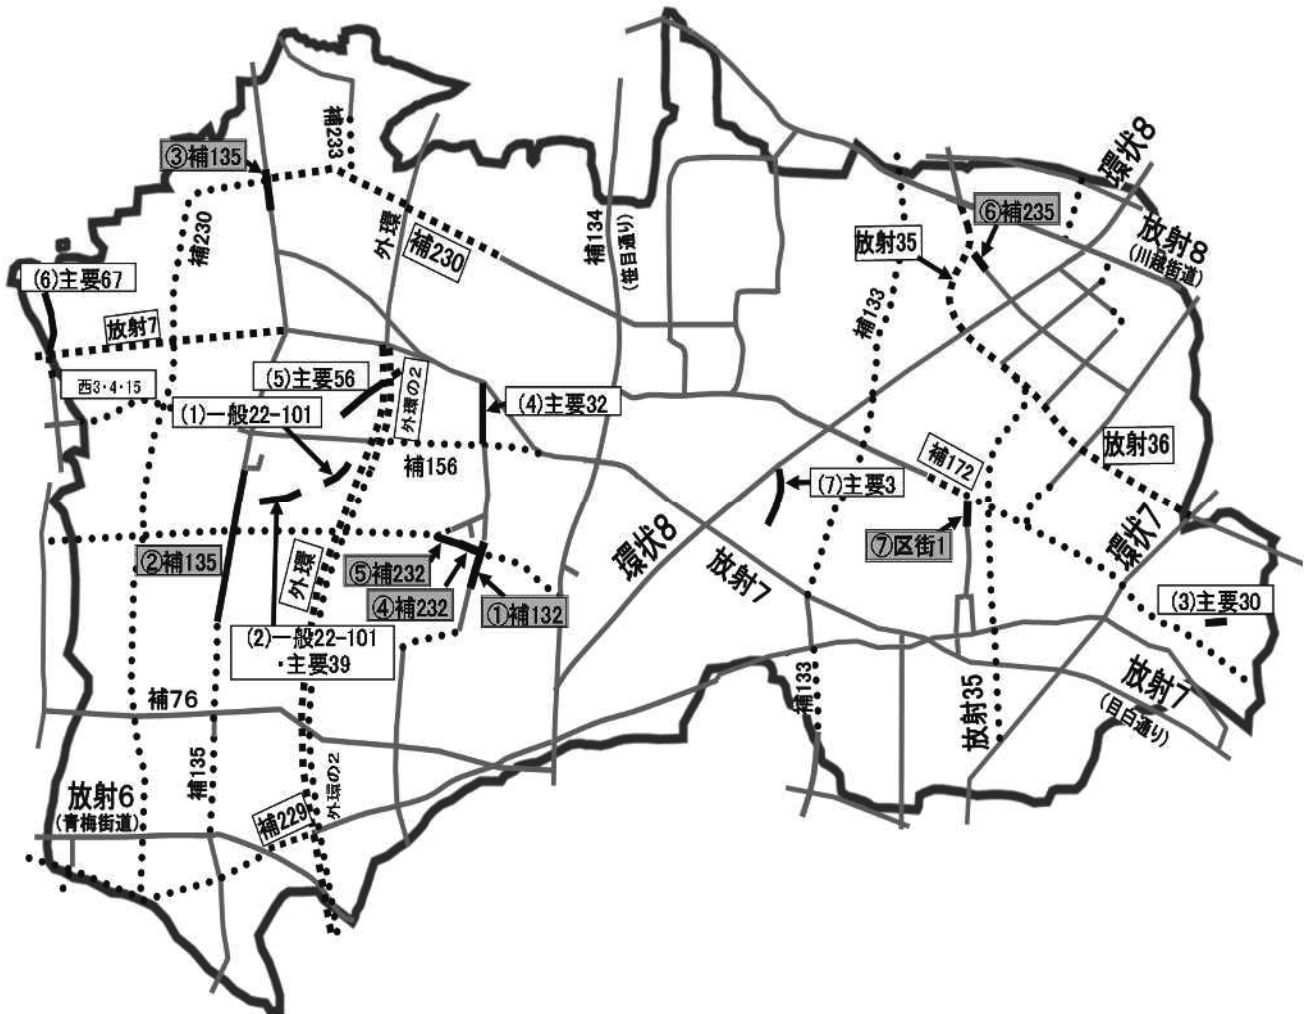 補233
③補135
補230
外環
補230
補134
(笹目通り)
環状8
⑥補235
放射35
放射8
(川越街道)
補133
(6)主要67
放射7
西3・4・15
(5)主要56
(1)一般22-101
外環の2
(4)主要32
補156
(7)主要3
補172
放射36
②補135
外環
⑤補232
④補232
①補132
環状8
放射7
⑦区街1
環状7
(3)主要30
(2)一般22-101
・主要39
補76
補135
外環の2
補133
放射35
放射7
(目白通り)
放射6
(青梅街道)
補229